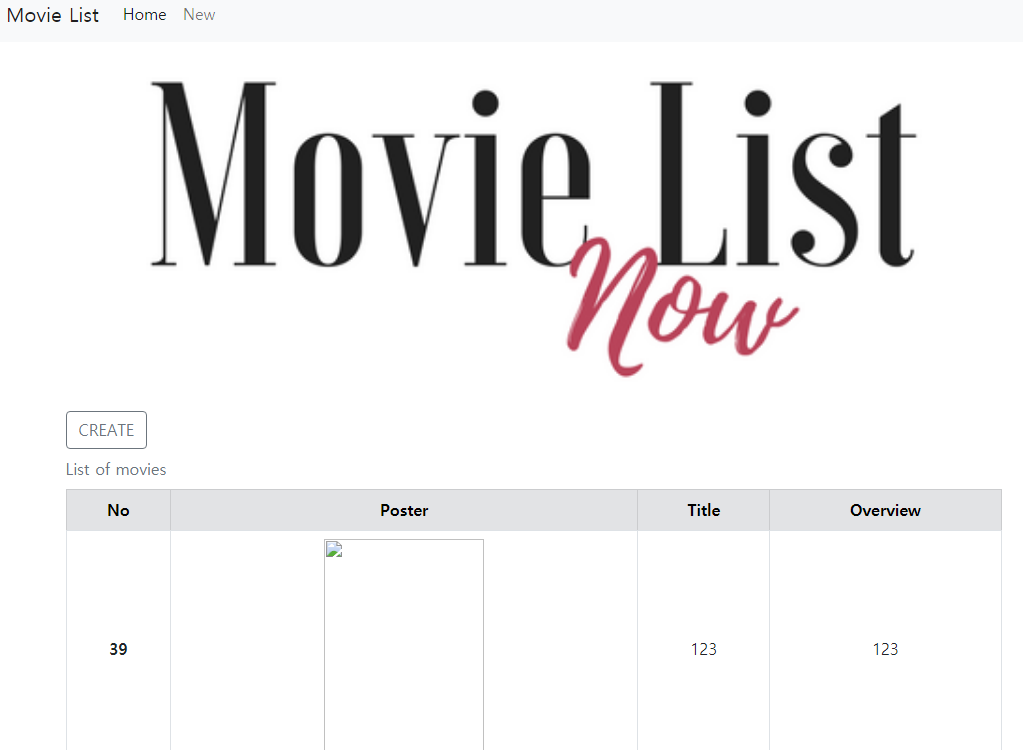 Movie List Home New
Movie List
Now
CREATE
List of movies
No Poster Title Overview
39 123 123